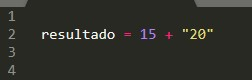 1
2 resultado = 15 + "20"
3
4